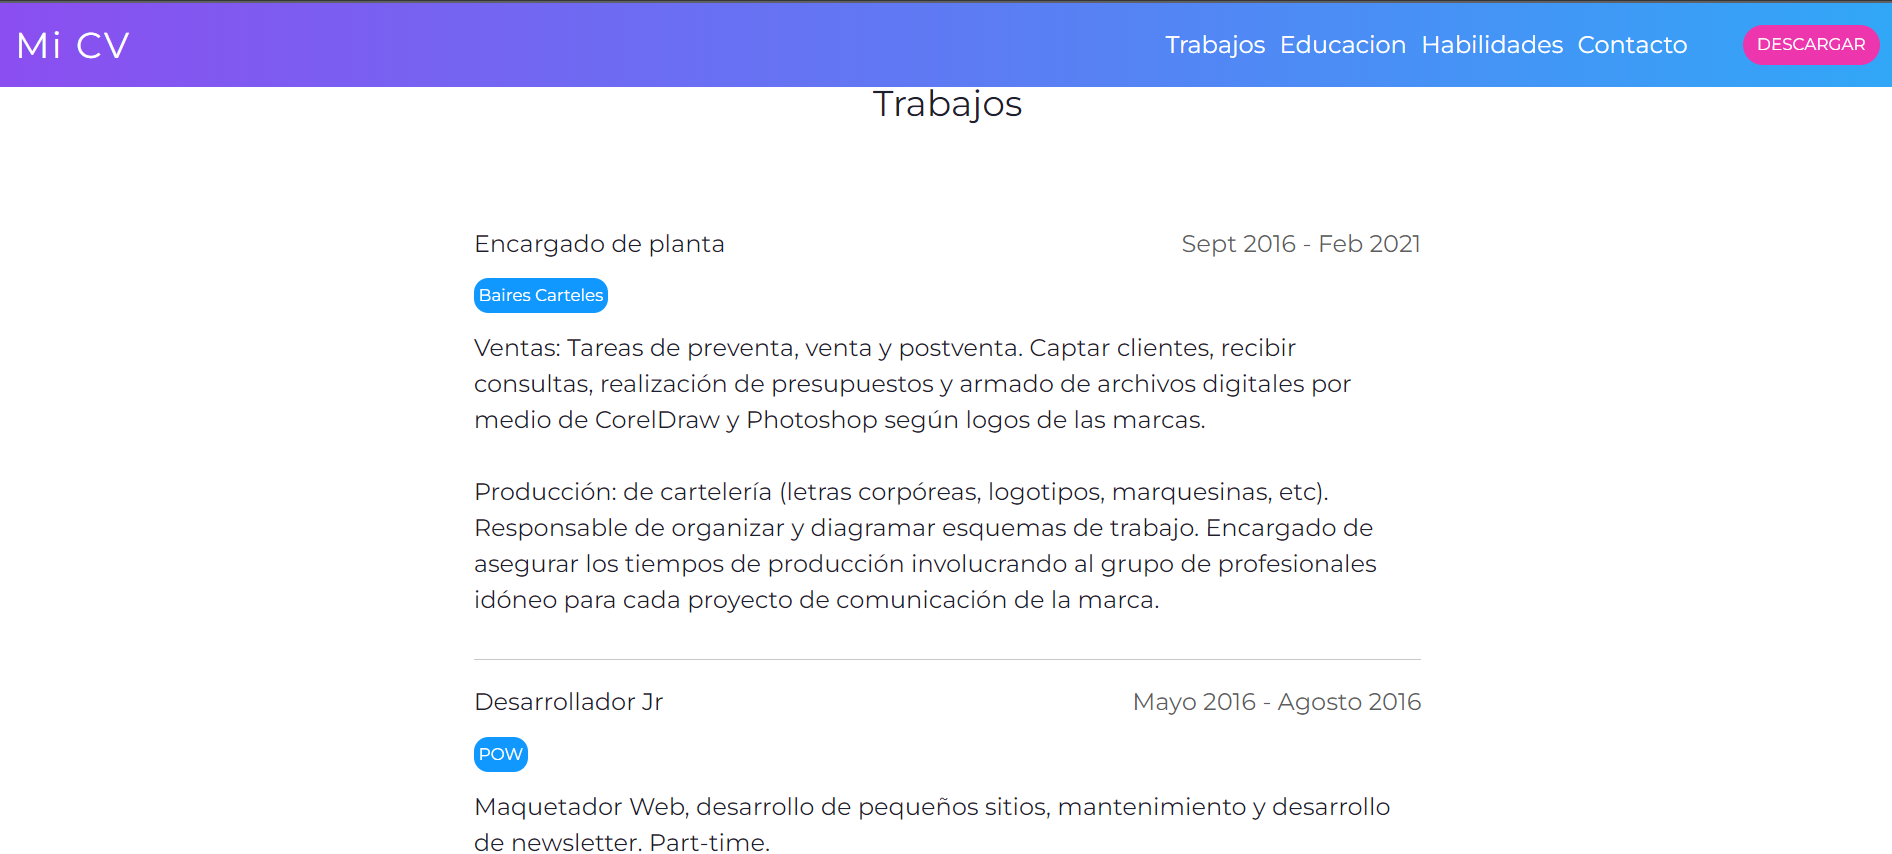 Mi CV
Trabajos Educacion Habilidades Contacto DESCARGAR
Trabajos
Encargado de planta Sept 2016 - Feb 2021
Baires Carteles
Ventas: Tareas de preventa, venta y postventa. Captar clientes, recibir
consultas, realización de presupuestos y armado de archivos digitales por
medio de CorelDraw y Photoshop según logos de las marcas.
Producción: de cartelería (letras corpóreas, logotipos, marquesinas, etc).
Responsable de organizar y diagramar esquemas de trabajo. Encargado de
asegurar los tiempos de producción involucrando al grupo de profesionales
idóneo para cada proyecto de comunicación de la marca.
Desarrollador Jr Mayo 2016 - Agosto 2016
POW
Maquetador Web, desarrollo de pequeños sitios, mantenimiento y desarrollo
de newsletter. Part-time.